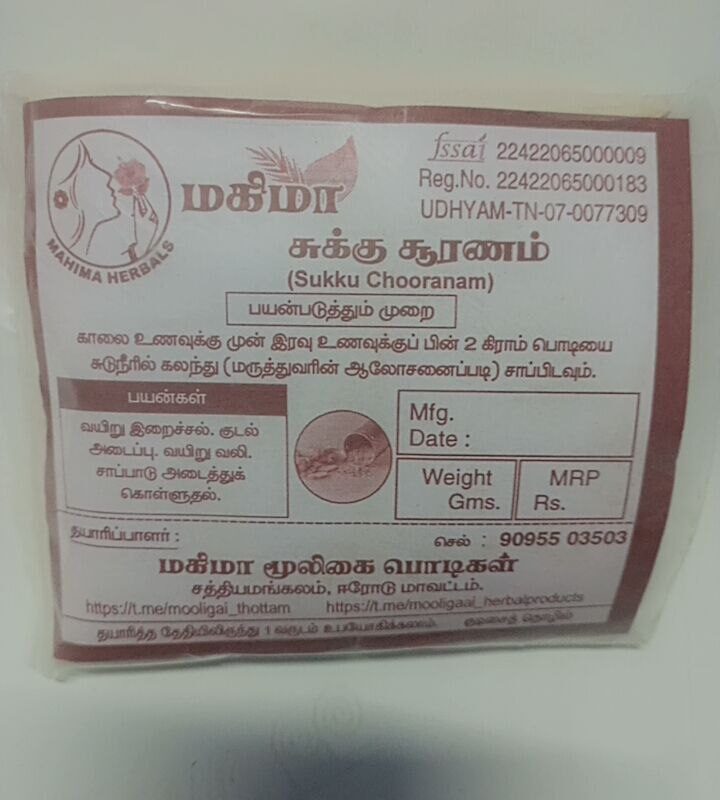 மகிமா
MAHIMA HERBALS
fssai 22422065000009
Reg.No. 22422065000183
UDHYAM-TN-07-0077309
சுக்கு சூரணம்
(Sukku Chooranam)
பயன்படுத்தும் முறை
காலை உணவுக்கு முன் இரவு உணவுக்குப் பின் 2 கிராம் பொடியை
சுடுநீரில் கலந்து (மருத்துவரின் ஆலோசனைப்படி) சாப்பிடவும்.
பயன்கள்
வயிறு இறைச்சல். குடல்
அடைப்பு. வயிறு வலி.
சாப்பாடு அடைத்துக்
கொள்ளுதல்.
Mfg.
Date :
Weight
Gms.
MRP
Rs.
தயாரிப்பாளர் :
செல் : 90955 03503
மகிமா மூலிகை பொடிகள்
சத்தியமங்கலம், ஈரோடு மாவட்டம்.
https://t.me/mooligai_thottam https://t.me/mooligaai_herbalproducts
தயாரித்த தேதியிலிருந்து 1 வருடம் உபயோகிக்கலாம். குடிசைத் தொழில்